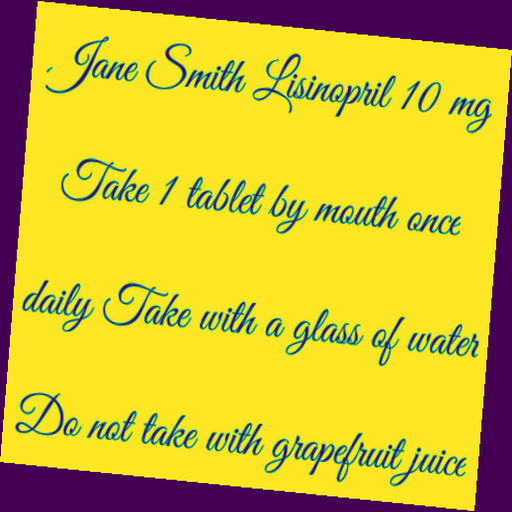 Jane Smith Lisinopril 10 mg
Take 1 tablet by mouth once
daily Take with a glass of water
Do not take with grapefruit juice